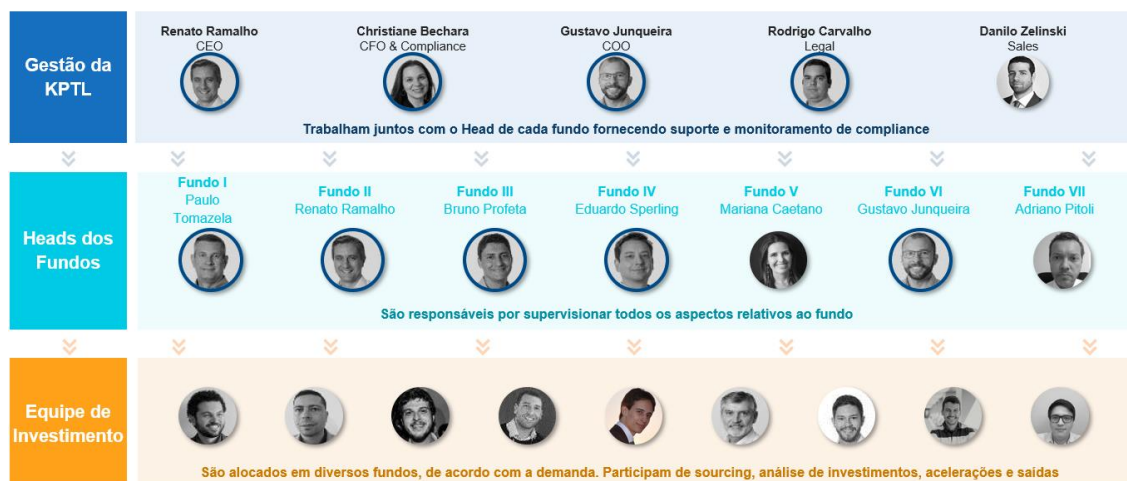 Gestão da
KPTL
Renato Ramalho
CEO
Christiane Bechara
CFO & Compliance
Gustavo Junqueira
COO
Rodrigo Carvalho
Legal
Danilo Zelinski
Sales
Trabalham juntos com o Head de cada fundo fornecendo suporte e monitoramento de compliance
Heads dos
Fundos
Fundo I
Paulo
Tomazela
Fundo II
Renato Ramalho
Fundo III
Bruno Profeta
Fundo IV
Eduardo Sperling
Fundo V
Mariana Caetano
Fundo VI
Gustavo Junqueira
Fundo VII
Adriano Pitoli
São responsáveis por supervisionar todos os aspectos relativos ao fundo
Equipe de
Investimento
São alocados em diversos fundos, de acordo com a demanda. Participam de sourcing, análise de investimentos, acelerações e saídas